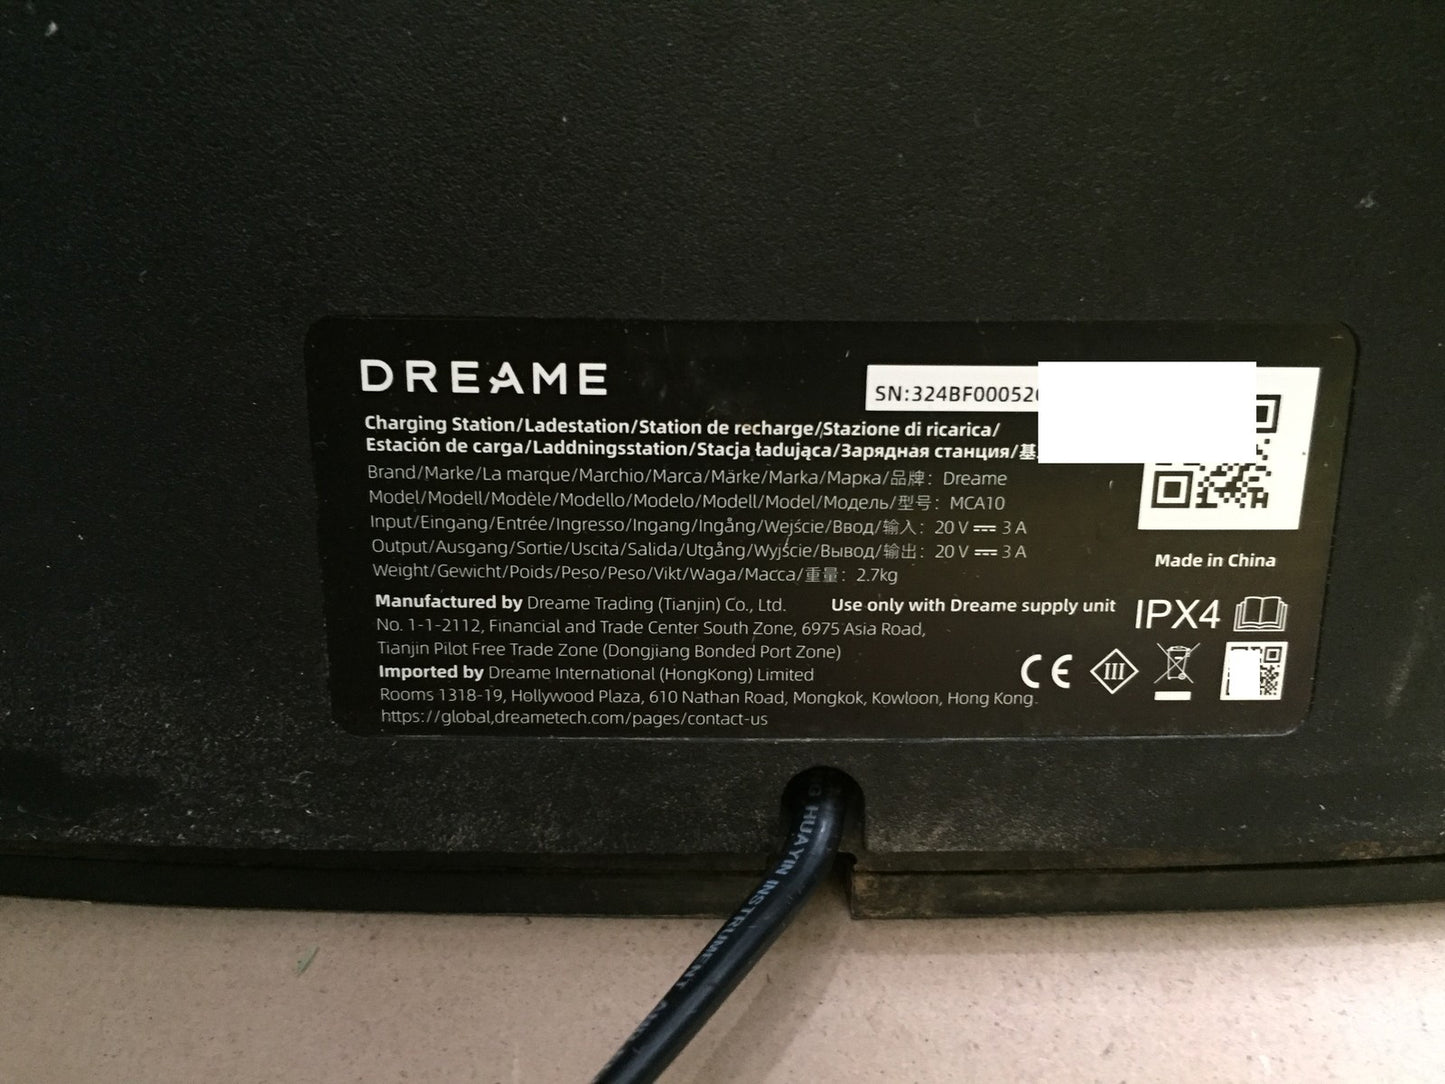 DREAME
SN:324BF00052
Charging Station/Ladestation/Station de recharge/Stazione di ricarica/
Estación de carga/Laddningsstation/Stacja ładująca/Зарядная станция/基
Brand/Marke/La marque/Marchio/Marca/Märke/Marka/Марка/品牌：Dreame
Model/Modell/Modèle/Modello/Modelo/Modell/Model/Модель/型号：MCA10
Input/Eingang/Entrée/Ingresso/Ingang/Ingång/Wejście/Ввод/输入：20 V ⎓ 3 A
Output/Ausgang/Sortie/Uscita/Salida/Utgång/Wyjście/Вывод/输出：20 V ⎓ 3 A
Weight/Gewicht/Poids/Peso/Peso/Vikt/Waga/Масса/重量：2.7kg
Made in China
Manufactured by Dreame Trading (Tianjin) Co., Ltd.
Use only with Dreame supply unit
IPX4
No. 1-1-2112, Financial and Trade Center South Zone, 6975 Asia Road,
Tianjin Pilot Free Trade Zone (Dongjiang Bonded Port Zone)
Imported by Dreame International (HongKong) Limited
Rooms 1318-19, Hollywood Plaza, 610 Nathan Road, Mongkok, Kowloon, Hong Kong
https://global.dreametech.com/pages/contact-us
CE
III
HUAYIN INSTRUMENT